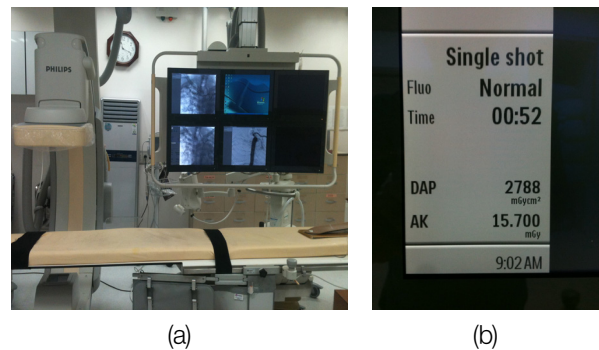 PHILIPS
Single shot
Fluo Normal
Time 00:52
DAP 2788
mGycm²
AK 15.700
mGy
9:02 AM
(a)
(b)